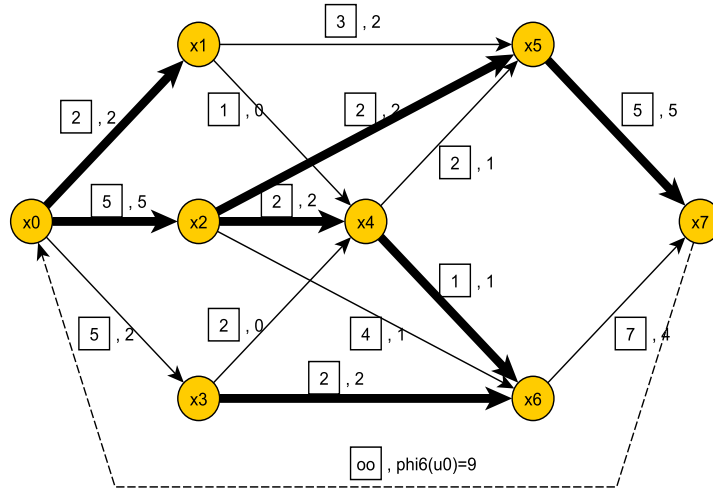 3 , 2
x1
x5
2 , 2
1 , 0
2 , 2
5 , 5
2 , 1
5 , 5
2 , 2
x0
x2
x4
x7
1 , 1
5 , 2
2 , 0
4 , 1
7 , 4
2 , 2
x3
x6
oo , phi6(u0)=9